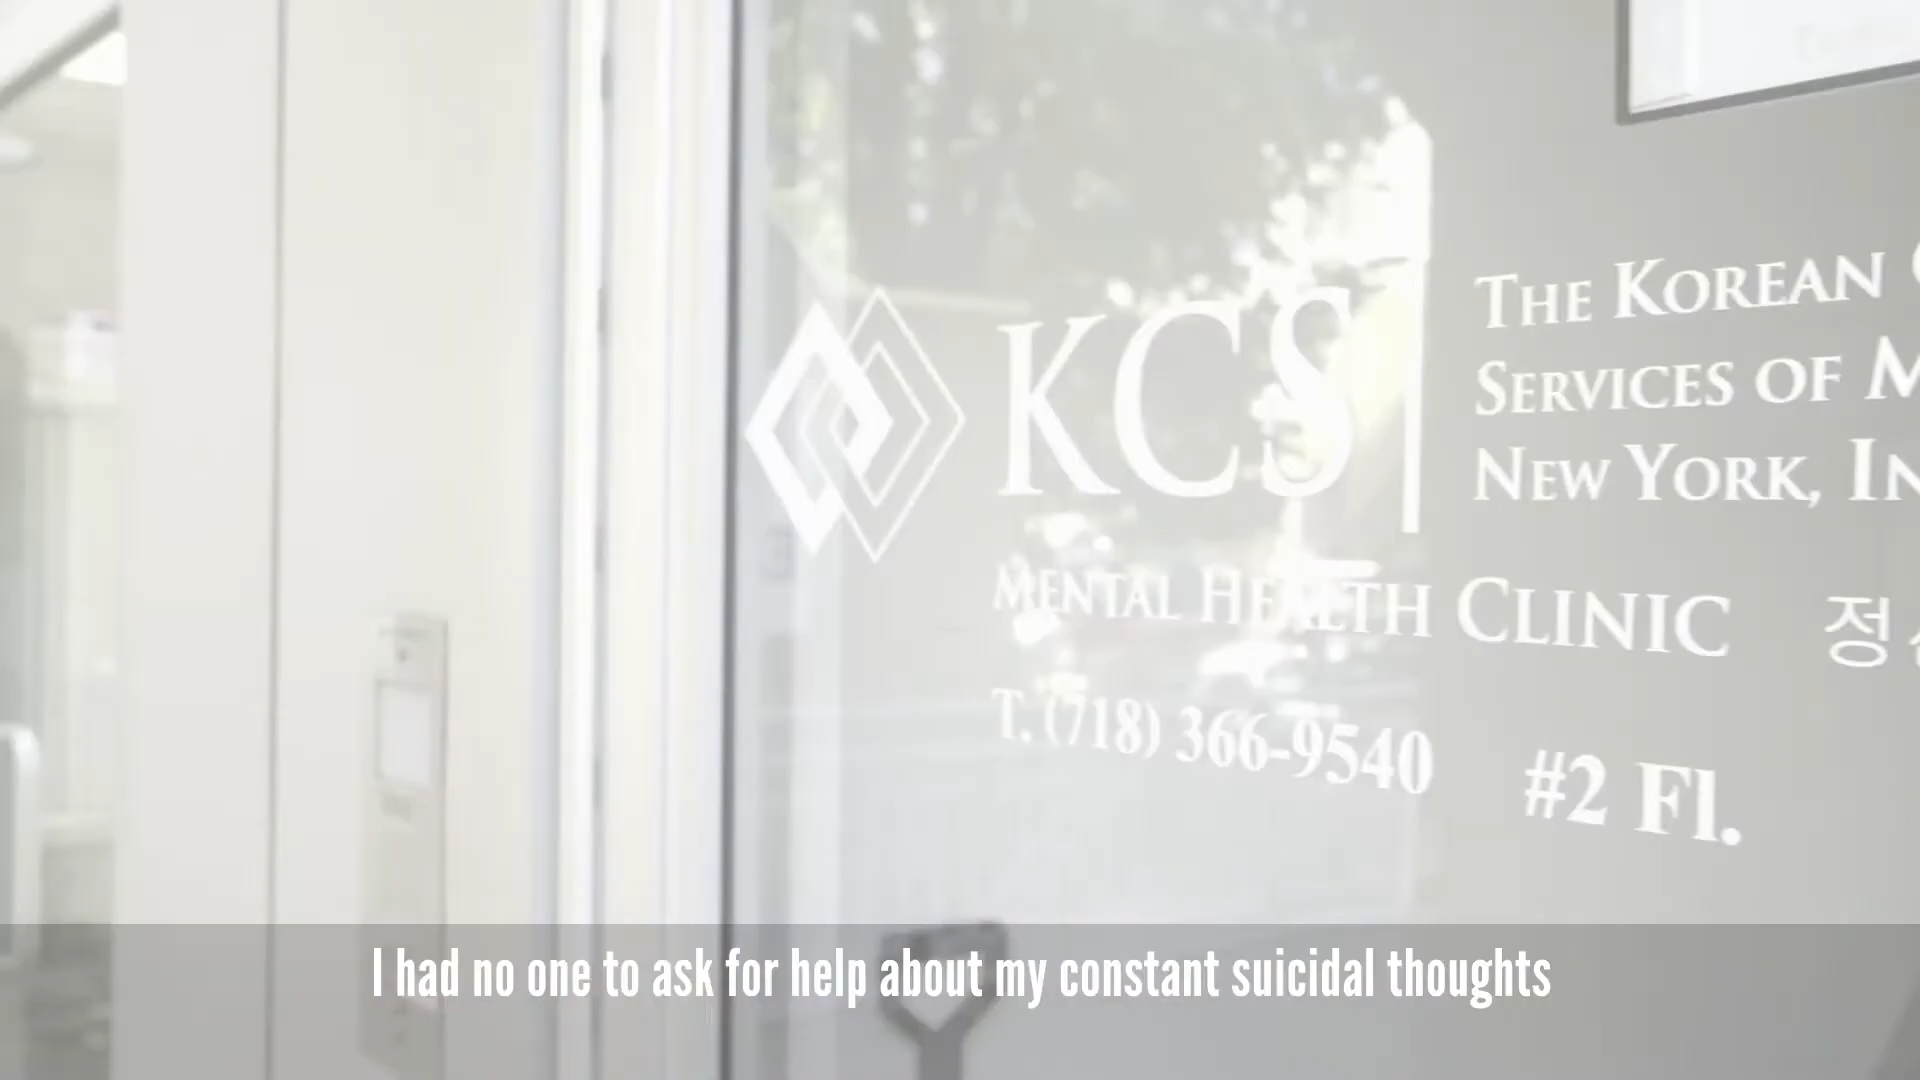 KCS
THE KOREAN
SERVICES OF
NEW YORK,
MENTAL HEALTH CLINIC 정
T. (718) 366-9540 #2 Fl.
I had no one to ask for help about my constant suicidal thoughts